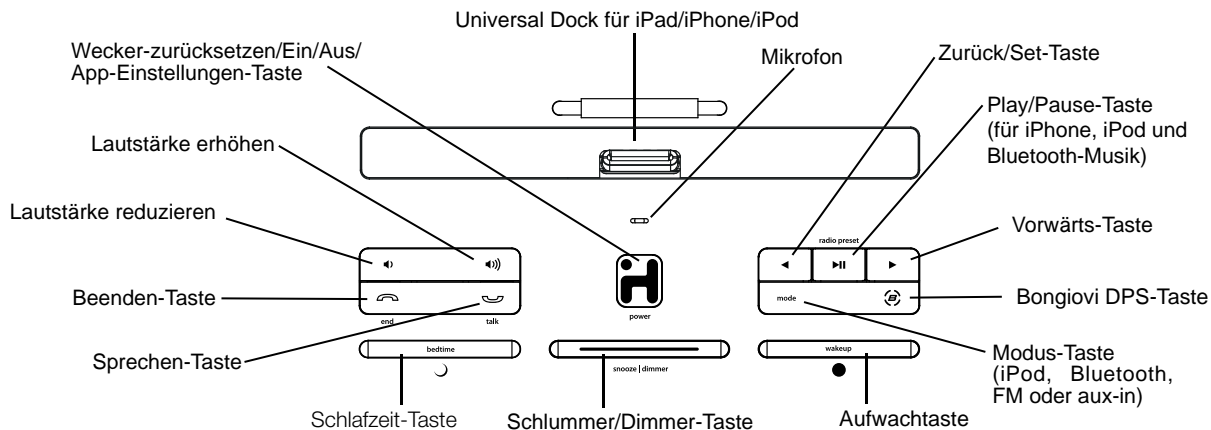 Universal Dock für iPad/iPhone/iPod
Wecker-zurücksetzen/Ein/Aus/
App-Einstellungen-Taste
Mikrofon
Zurück/Set-Taste
Play/Pause-Taste
(für iPhone, iPod und
Bluetooth-Musik)
Lautstärke erhöhen
Lautstärke reduzieren
Vorwärts-Taste
radio preset
Beenden-Taste
mode
Bongiovi DPS-Taste
end
talk
power
Sprechen-Taste
bedtime
snooze | dimmer
wakeup
Modus-Taste
(iPod, Bluetooth,
FM oder aux-in)
Schlafzeit-Taste
Schlummer/Dimmer-Taste
Aufwachtaste